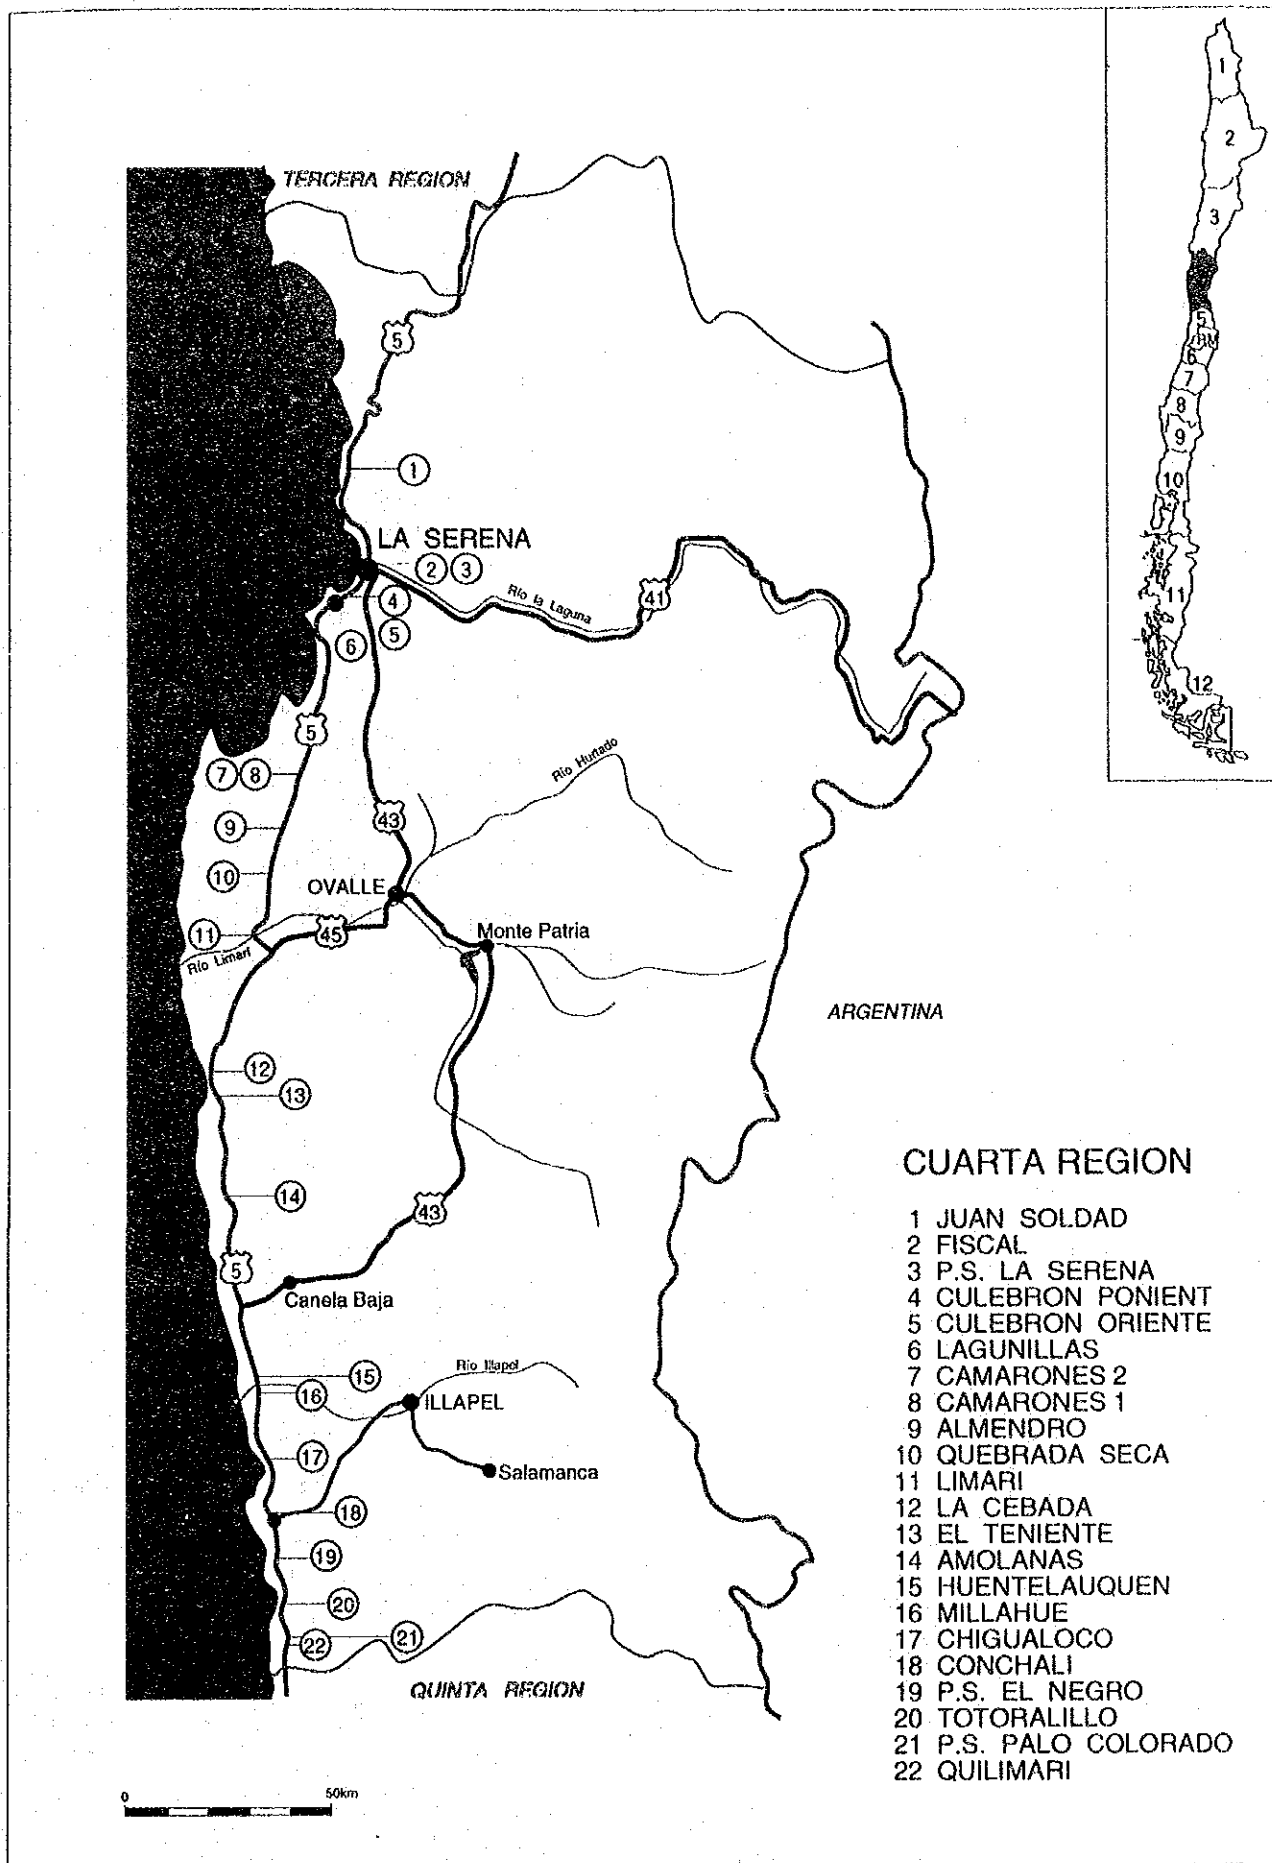 TERCERA REGION
5
1
LA SERENA
2 3
4
5
6
Río la Laguna
41
5
7 8
Río Hurtado
43
9
10
OVALLE
11
45
Río Limarí
Monte Patria
ARGENTINA
12
13
14
43
5
Canela Baja
15
Río Illapel
16
ILLAPEL
17
Salamanca
18
19
20
21
22
QUINTA REGION
0 50km
1
2
3
5
RM
6
7
8
9
10
11
12
CUARTA REGION
1 JUAN SOLDAD
2 FISCAL
3 P.S. LA SERENA
4 CULEBRON PONIENT
5 CULEBRON ORIENTE
6 LAGUNILLAS
7 CAMARONES 2
8 CAMARONES 1
9 ALMENDRO
10 QUEBRADA SECA
11 LIMARI
12 LA CEBADA
13 EL TENIENTE
14 AMOLANAS
15 HUENTELAUQUEN
16 MILLAHUE
17 CHIGUALOCO
18 CONCHALI
19 P.S. EL NEGRO
20 TOTORALILLO
21 P.S. PALO COLORADO
22 QUILIMARI